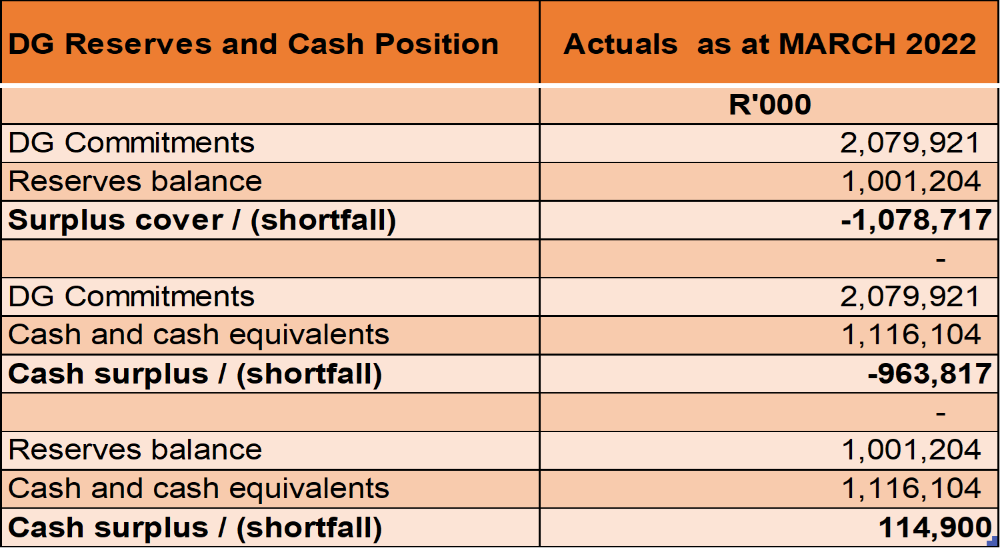 DG Reserves and Cash Position Actuals as at MARCH 2022
R'000
DG Commitments 2,079,921
Reserves balance 1,001,204
Surplus cover / (shortfall) -1,078,717
-
DG Commitments 2,079,921
Cash and cash equivalents 1,116,104
Cash surplus / (shortfall) -963,817
-
Reserves balance 1,001,204
Cash and cash equivalents 1,116,104
Cash surplus / (shortfall) 114,900